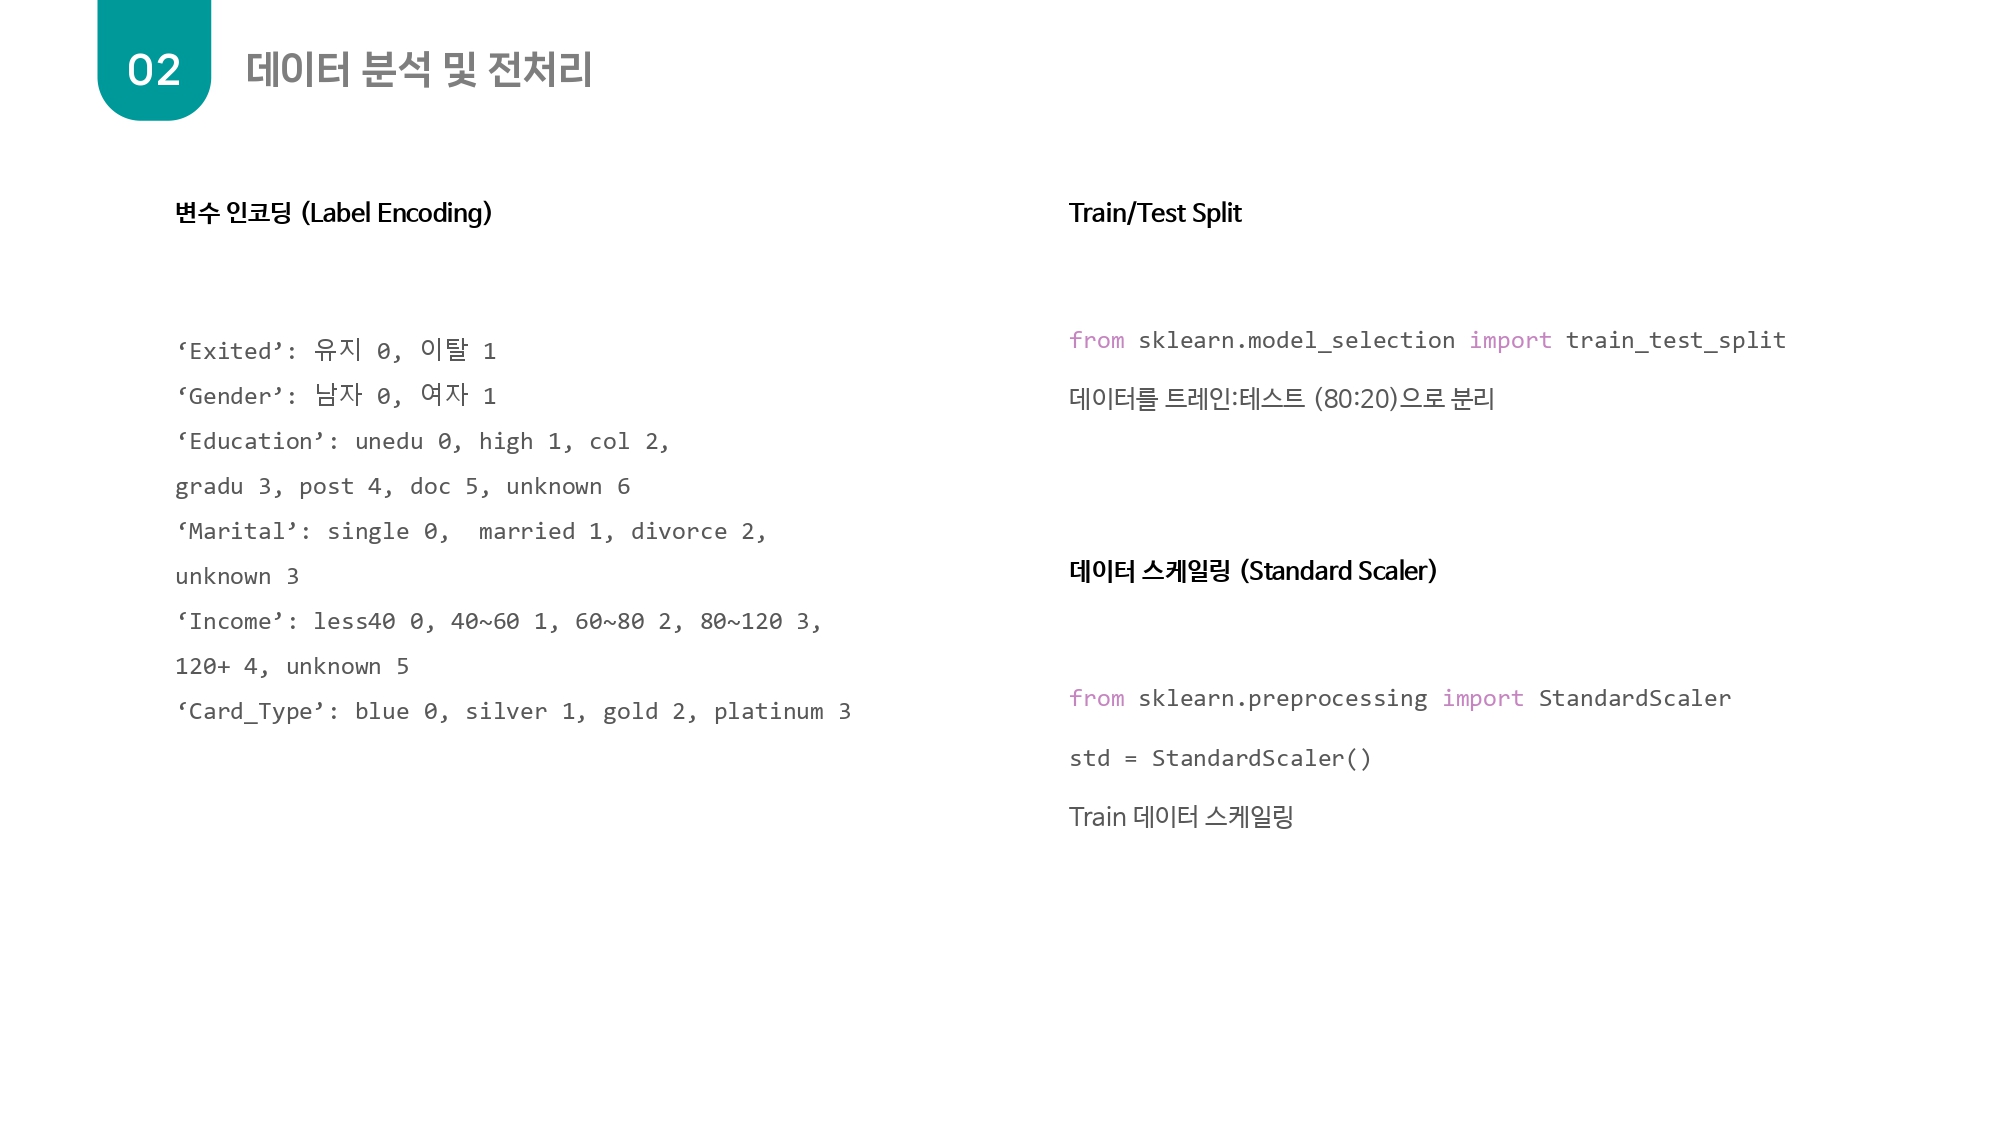 02
데이터 분석 및 전처리
변수 인코딩 (Label Encoding)
‘Exited’: 유지 0, 이탈 1
‘Gender’: 남자 0, 여자 1
‘Education’: unedu 0, high 1, col 2,
gradu 3, post 4, doc 5, unknown 6
‘Marital’: single 0,  married 1, divorce 2,
unknown 3
‘Income’: less40 0, 40~60 1, 60~80 2, 80~120 3,
120+ 4, unknown 5
‘Card_Type’: blue 0, silver 1, gold 2, platinum 3
Train/Test Split
from sklearn.model_selection import train_test_split
데이터를 트레인:테스트 (80:20)으로 분리
데이터 스케일링 (Standard Scaler)
from sklearn.preprocessing import StandardScaler
std = StandardScaler()
Train 데이터 스케일링